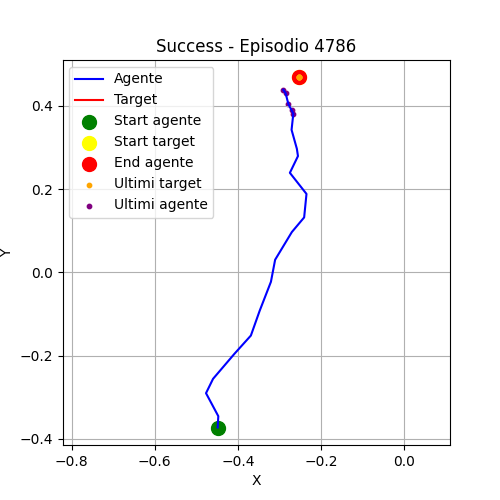 Success - Episodio 4786
Agente
Target
Start agente
Start target
End agente
Ultimi target
Ultimi agente
0.4
0.2
0.0
−0.2
−0.4
Y
−0.8
−0.6
−0.4
−0.2
0.0
X